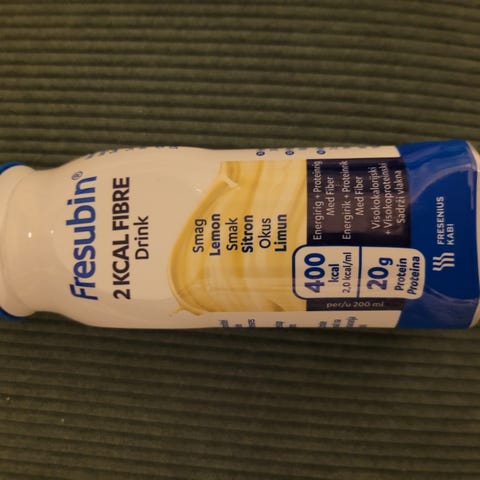 Fresubin®
2 KCAL FIBRE
Drink
Smag
Lemon
Smak
Sitron
Okus
Limun
Energirig • Proteinrig
Med Fiber
Energirik • Proteinrik
Med Fiber
Visokokalorijski
• Visokoproteinski
Sadrži vlakna
400
kcal
2,0 kcal/ml
20g
Protein
Proteina
per/u 200 ml
FRESENIUS
KABI